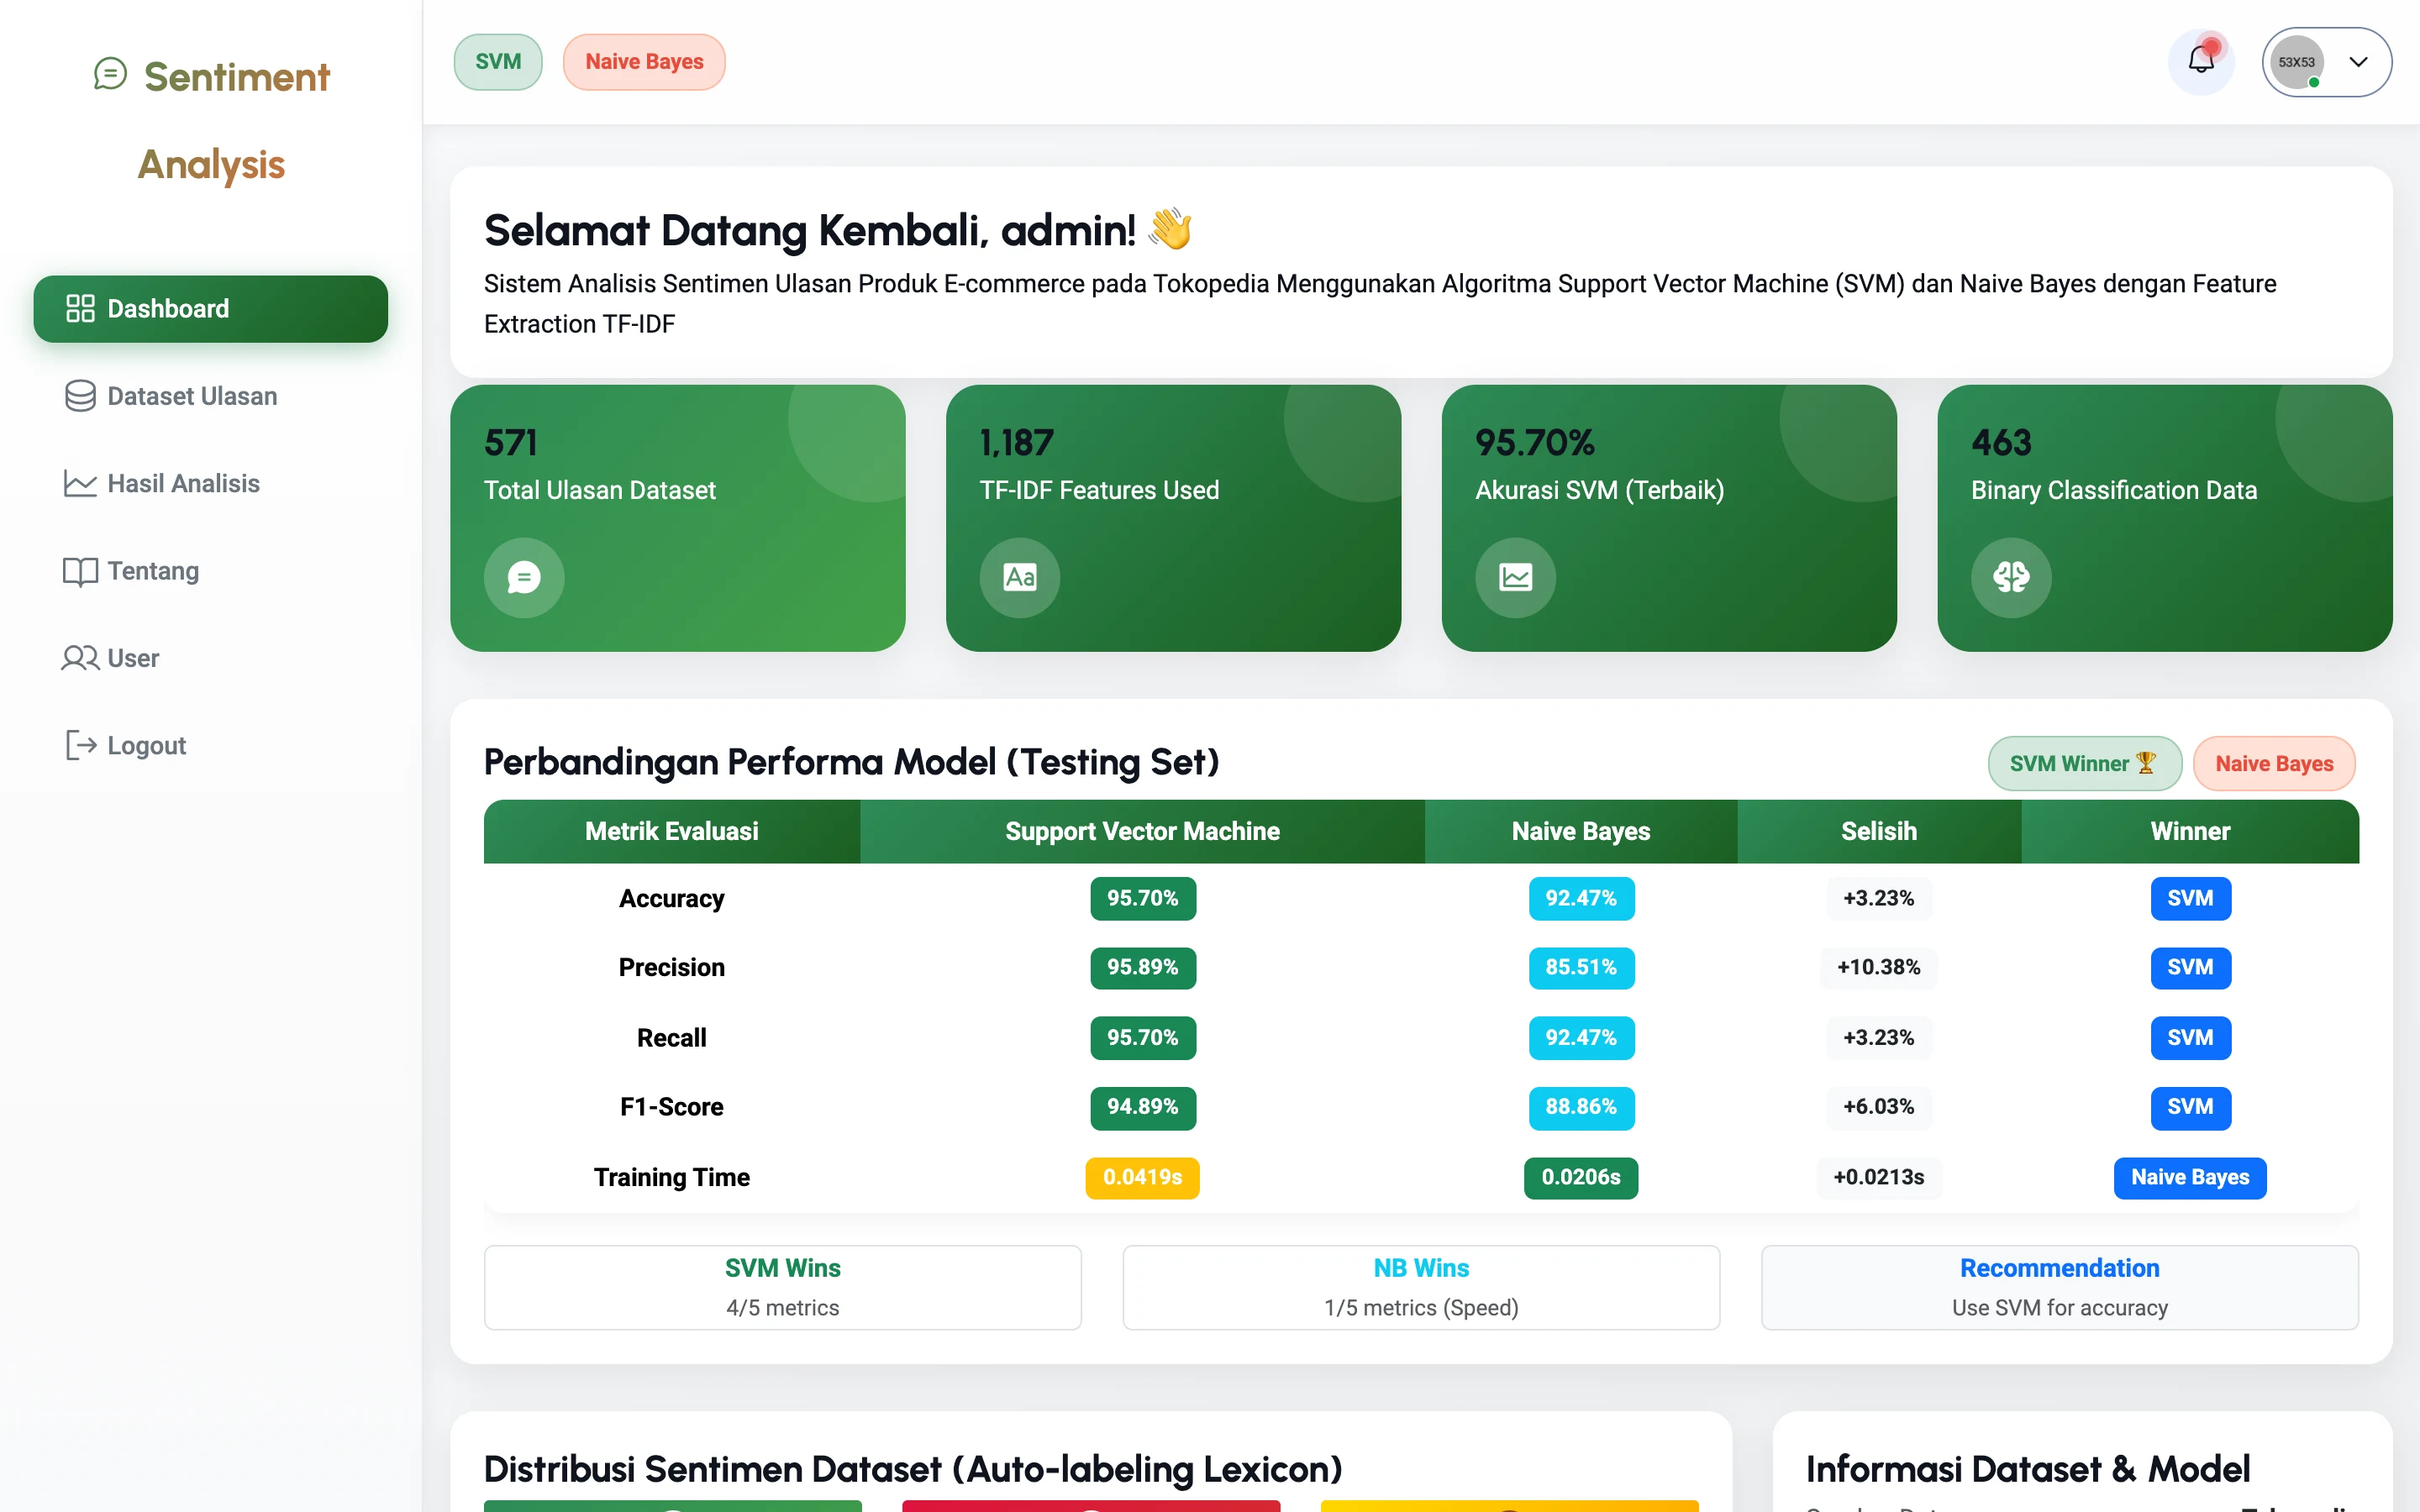 Sentiment
Analysis
Dashboard
Dataset Ulasan
Hasil Analisis
Tentang
User
Logout
SVM
Naive Bayes
53X53
Selamat Datang Kembali, admin! 👋
Sistem Analisis Sentimen Ulasan Produk E-commerce pada Tokopedia Menggunakan Algoritma Support Vector Machine (SVM) dan Naive Bayes dengan Feature
Extraction TF-IDF
571
Total Ulasan Dataset
1,187
TF-IDF Features Used
Aa
95.70%
Akurasi SVM (Terbaik)
463
Binary Classification Data
Perbandingan Performa Model (Testing Set)
SVM Winner 🏆
Naive Bayes
Metrik Evaluasi Support Vector Machine Naive Bayes Selisih Winner
Accuracy 95.70% 92.47% +3.23% SVM
Precision 95.89% 85.51% +10.38% SVM
Recall 95.70% 92.47% +3.23% SVM
F1-Score 94.89% 88.86% +6.03% SVM
Training Time 0.0419s 0.0206s +0.0213s Naive Bayes
SVM Wins
4/5 metrics
NB Wins
1/5 metrics (Speed)
Recommendation
Use SVM for accuracy
Distribusi Sentimen Dataset (Auto-labeling Lexicon)
Informasi Dataset & Model